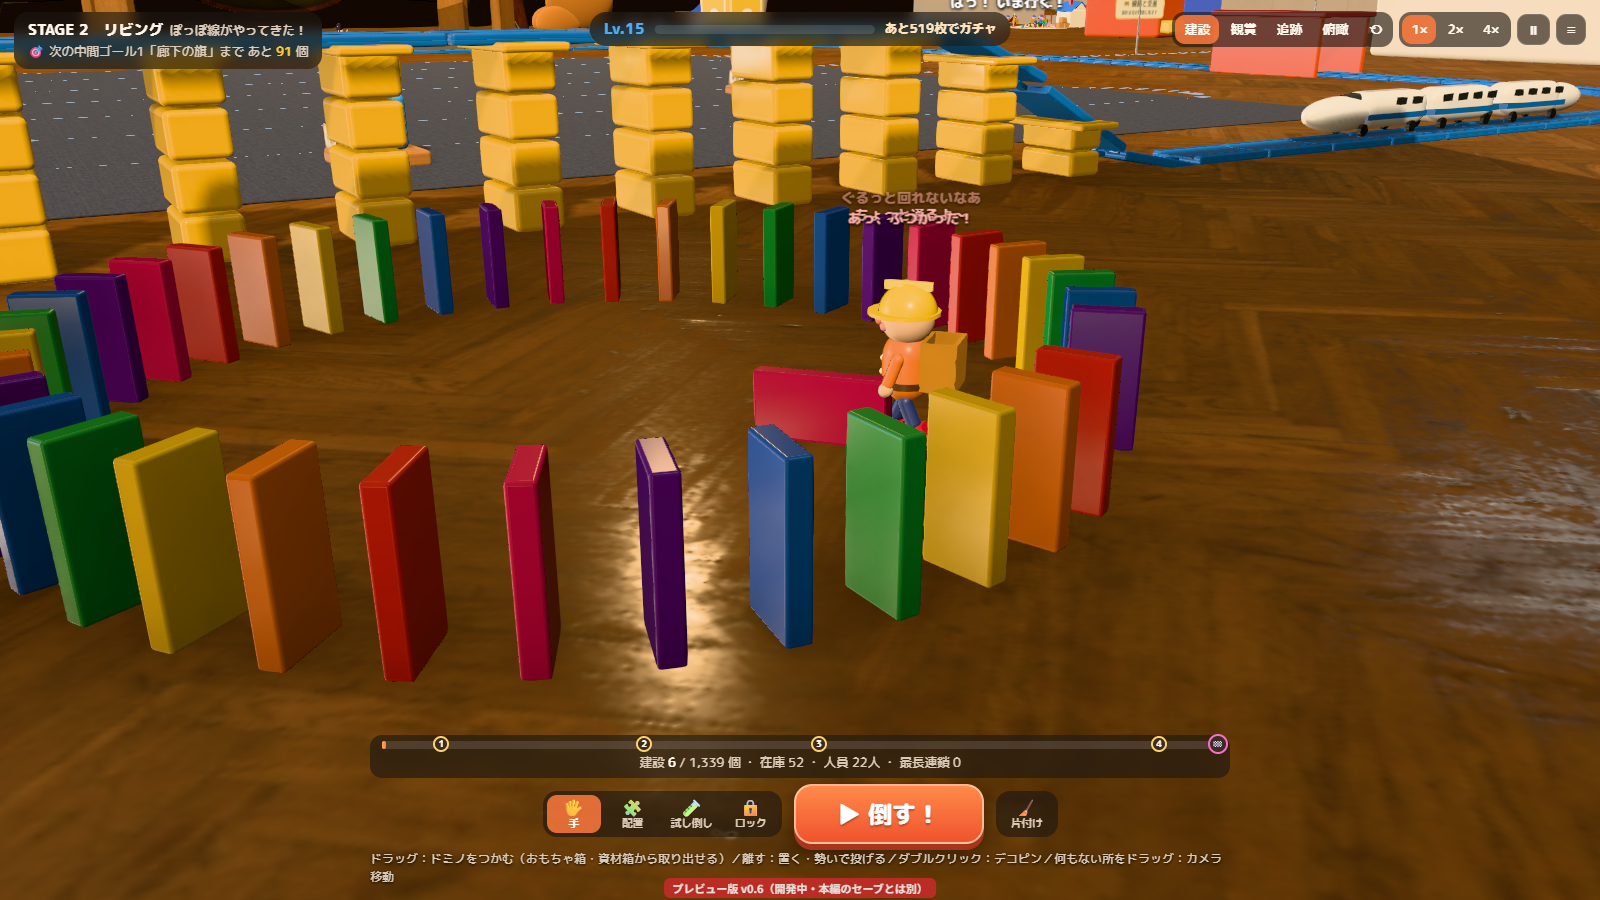 STAGE 2 リビング ぽっぽ線がやってきた！
🎯 次の中間ゴール1「廊下の旗」まで あと 91 個
Lv.15
あと519枚でガチャ
建設 観賞 追跡 俯瞰
1× 2× 4×
ぐるっと回れないなあ
建設 6 / 1,339 個 ・ 在庫 52 ・ 人員 22人 ・ 最長連鎖 0
1 2 3 4
手 配置 試し倒し ロック
▶ 倒す！
片付け
ドラッグ：ドミノをつかむ（おもちゃ箱・資材箱から取り出せる）／離す：置く・勢いで投げる／ダブルクリック：デコピン／何もない所をドラッグ：カメラ
移動
プレビュー版 v0.6（開発中・本編のセーブとは別）